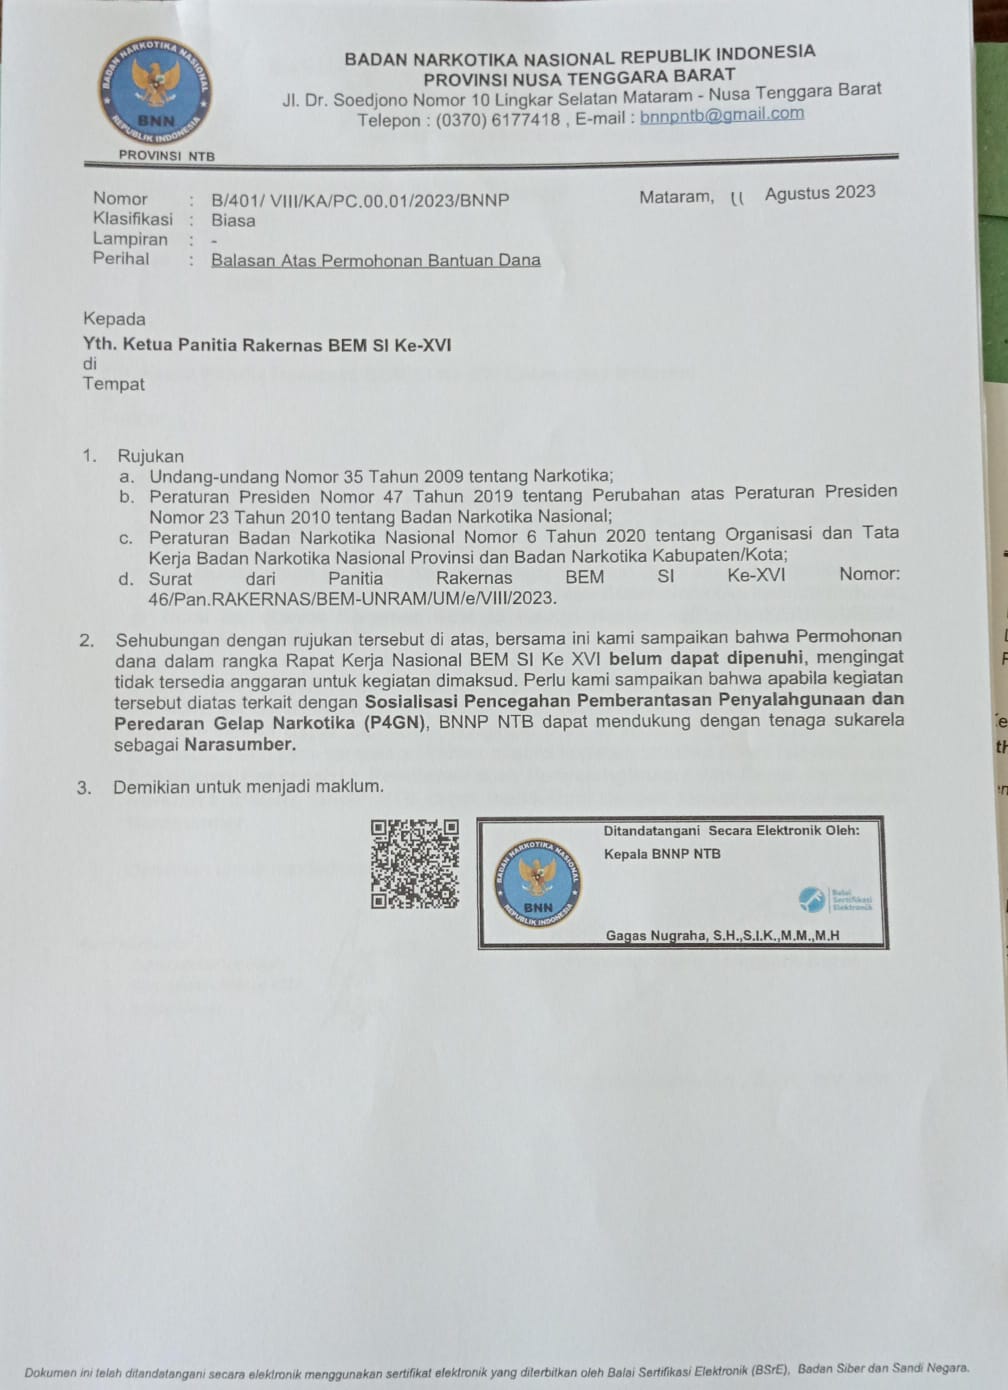 BADAN NARKOTIKA NASIONAL
BNN
REPUBLIK INDONESIA
PROVINSI NTB
BADAN NARKOTIKA NASIONAL REPUBLIK INDONESIA
PROVINSI NUSA TENGGARA BARAT
Jl. Dr. Soedjono Nomor 10 Lingkar Selatan Mataram - Nusa Tenggara Barat
Telepon : (0370) 6177418 , E-mail : bnnpntb@gmail.com
Nomor : B/401/ VIII/KA/PC.00.01/2023/BNNP
Mataram, 11 Agustus 2023
Klasifikasi : Biasa
Lampiran : -
Perihal : Balasan Atas Permohonan Bantuan Dana
Kepada
Yth. Ketua Panitia Rakernas BEM SI Ke-XVI
di
Tempat
1. Rujukan
a. Undang-undang Nomor 35 Tahun 2009 tentang Narkotika;
b. Peraturan Presiden Nomor 47 Tahun 2019 tentang Perubahan atas Peraturan Presiden
Nomor 23 Tahun 2010 tentang Badan Narkotika Nasional;
c. Peraturan Badan Narkotika Nasional Nomor 6 Tahun 2020 tentang Organisasi dan Tata
Kerja Badan Narkotika Nasional Provinsi dan Badan Narkotika Kabupaten/Kota;
d. Surat dari Panitia Rakernas BEM SI Ke-XVI Nomor:
46/Pan.RAKERNAS/BEM-UNRAM/UM/e/VIII/2023.
2. Sehubungan dengan rujukan tersebut di atas, bersama ini kami sampaikan bahwa Permohonan
dana dalam rangka Rapat Kerja Nasional BEM SI Ke XVI belum dapat dipenuhi, mengingat
tidak tersedia anggaran untuk kegiatan dimaksud. Perlu kami sampaikan bahwa apabila kegiatan
tersebut diatas terkait dengan Sosialisasi Pencegahan Pemberantasan Penyalahgunaan dan
Peredaran Gelap Narkotika (P4GN), BNNP NTB dapat mendukung dengan tenaga sukarela
sebagai Narasumber.
3. Demikian untuk menjadi maklum.
Ditandatangani Secara Elektronik Oleh:
Kepala BNNP NTB
BADAN NARKOTIKA NASIONAL
BNN
REPUBLIK INDONESIA
Balai
Sertifikasi
Elektronik
Gagas Nugraha, S.H.,S.I.K.,M.M.,M.H
Dokumen ini telah ditandatangani secara elektronik menggunakan sertifikat elektronik yang diterbitkan oleh Balai Sertifikasi Elektronik (BSrE), Badan Siber dan Sandi Negara.